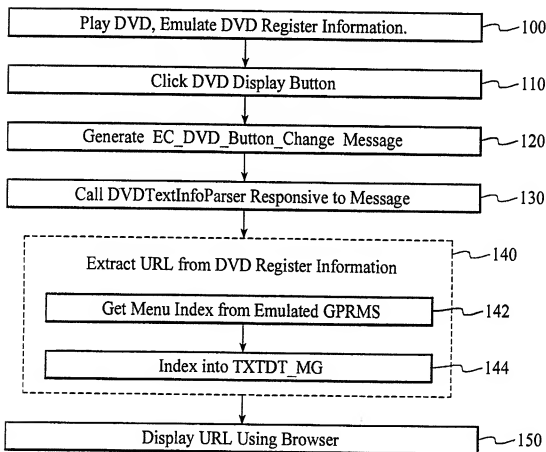 Play DVD, Emulate DVD Register Information.
100
Click DVD Display Button
110
Generate EC_DVD_Button_Change Message
120
Call DVDTextInfoParser Responsive to Message
130
Extract URL from DVD Register Information
140
Get Menu Index from Emulated GPRMS
142
Index into TXTDT_MG
144
Display URL Using Browser
150